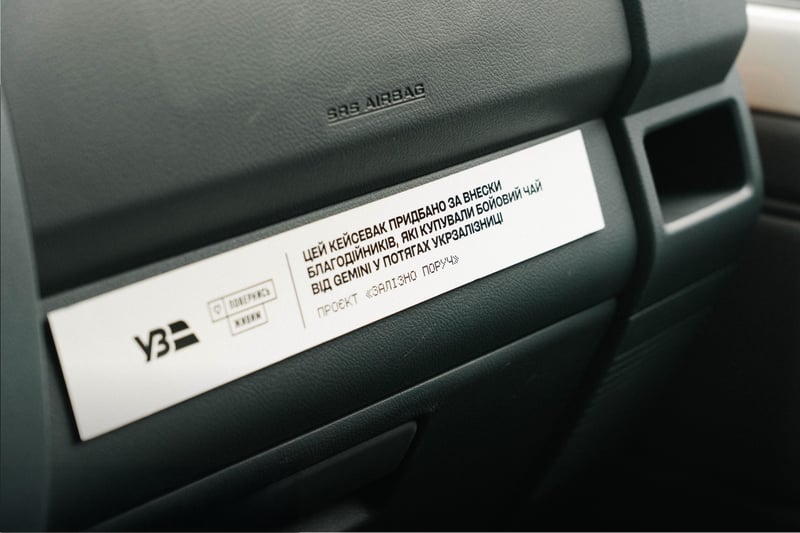 SRS AIRBAG
ЦЕЙ КЕЙСЕВАК ПРИДБАНО ЗА ВНЕСКИ
БЛАГОДІЙНИКІВ, ЯКІ КУПУВАЛИ БОЙОВИЙ ЧАЙ
ВІД GEMINI У ПОТЯГАХ УКРЗАЛІЗНИЦІ
ПРОЄКТ «ЗАЛІЗНО ПОРУЧ»
УЗ
ПОВЕРНИСЬ
ЖИВИМ